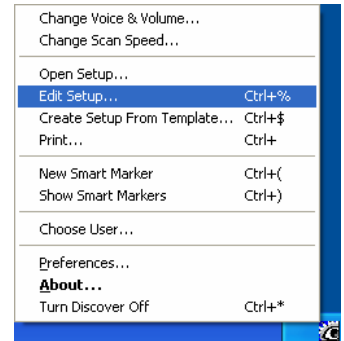 Change Voice & Volume...
Change Scan Speed...
Open Setup...
Edit Setup... Ctrl+%
Create Setup From Template... Ctrl+$
Print... Ctrl+
New Smart Marker Ctrl+(
Show Smart Markers Ctrl+)
Choose User...
Preferences...
About...
Turn Discover Off Ctrl+*